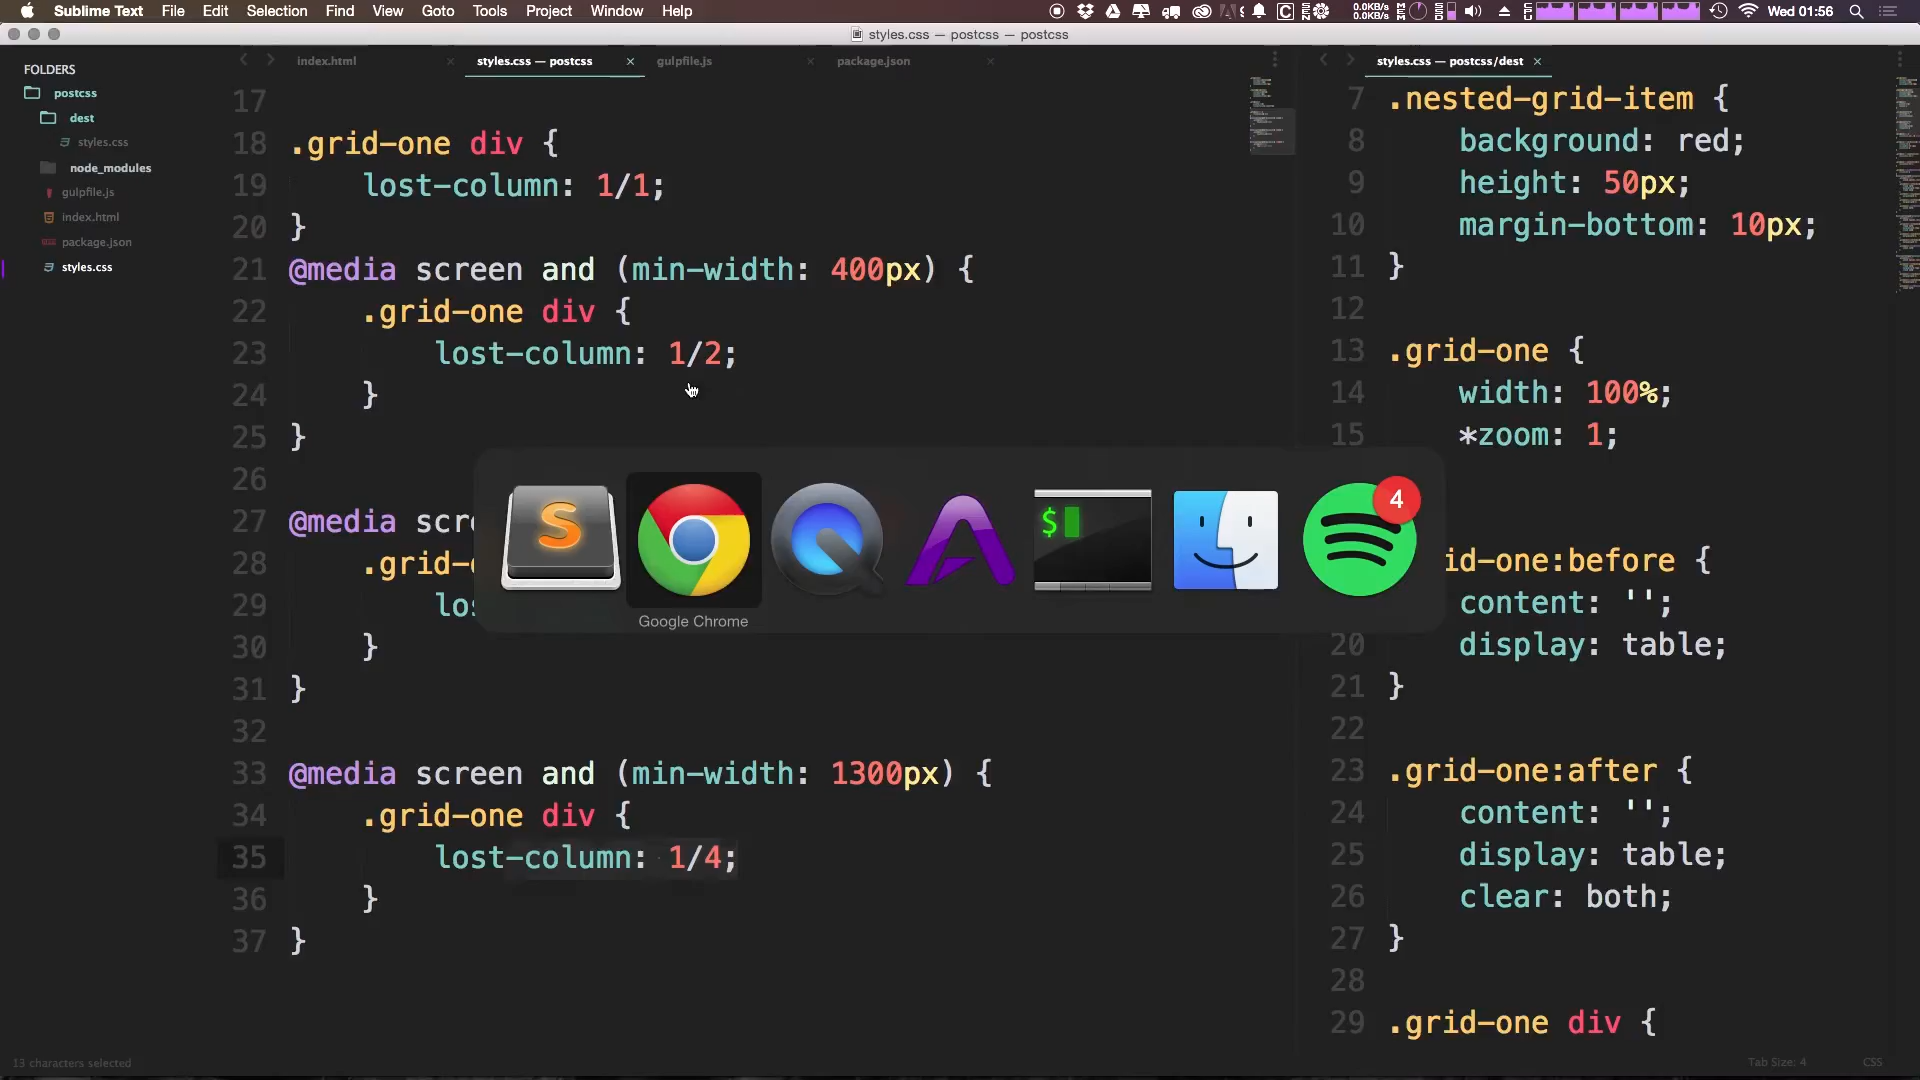 Sublime Text File Edit Selection Find View Goto Tools Project Window Help
0.0KB/s
0.0KB/s
Wed 01:56
styles.css — postcss — postcss
FOLDERS
postcss
dest
styles.css
node_modules
gulpfile.js
index.html
package.json
styles.css
index.html
styles.css — postcss
gulpfile.js
package.json
17
18 .grid-one div {
19 lost-column: 1/1;
20 }
21 @media screen and (min-width: 400px) {
22 .grid-one div {
23 lost-column: 1/2;
24 }
25 }
26
27 @media scre
28 .grid-o
29 los
30 }
31 }
32
33 @media screen and (min-width: 1300px) {
34 .grid-one div {
35 lost-column: 1/4;
36 }
37 }
$
4
Google Chrome
styles.css — postcss/dest
7 .nested-grid-item {
8 background: red;
9 height: 50px;
10 margin-bottom: 10px;
11 }
12
13 .grid-one {
14 width: 100%;
15 *zoom: 1;
id-one:before {
content: '';
20 display: table;
21 }
22
23 .grid-one:after {
24 content: '';
25 display: table;
26 clear: both;
27 }
28
29 .grid-one div {
13 characters selected
Tab Size: 4
CSS